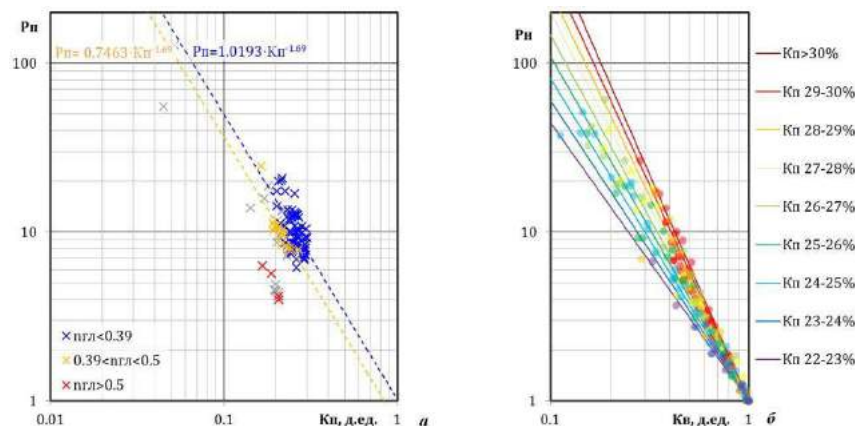 Рп
Рп= 0.7463·Кп-1.69
Рп=1.0193·Кп-1.69
100
10
1
×nгл<0.39
×0.39<nгл<0.5
×nгл>0.5
0.01
0.1
Кп, д.ед.
1
а
Рн
100
10
1
0.1
Кв, д.ед.
1
б
Кп>30%
Кп 29-30%
Кп 28-29%
Кп 27-28%
Кп 26-27%
Кп 25-26%
Кп 24-25%
Кп 23-24%
Кп 22-23%